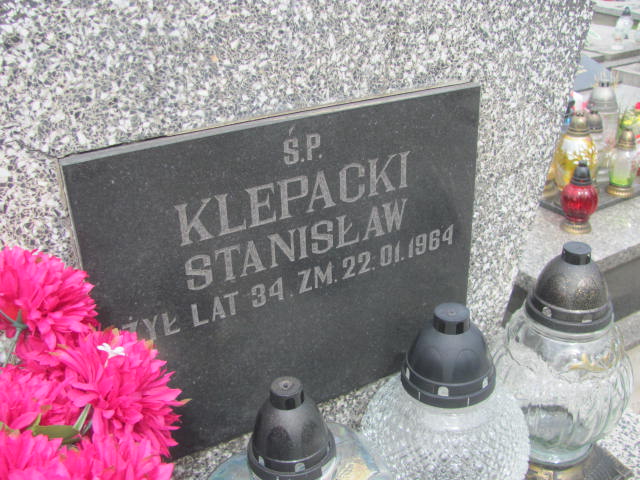 Ś.P.
KLEPACKI
STANISŁAW
ŻYŁ LAT 34. ZM. 22.01.1964